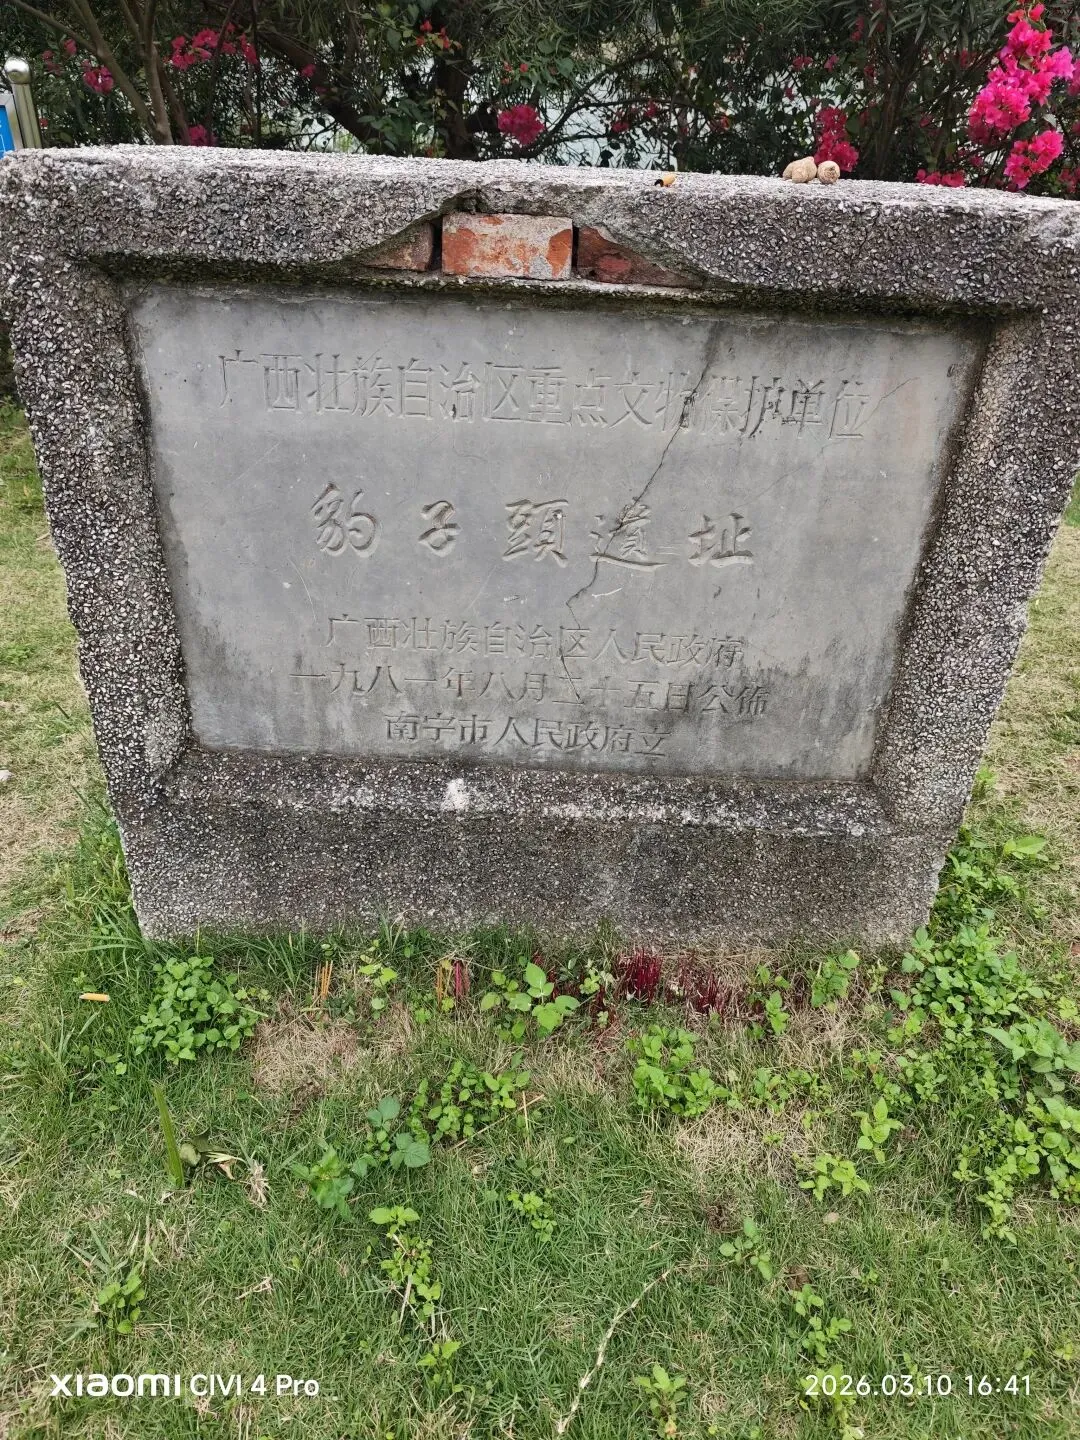 广西壮族自治区重点文物保护单位
豹子頭遺址
广西壮族自治区人民政府
一九八一年八月二十五日公佈
南宁市人民政府立
xiaomi CIVI 4 Pro
2026.03.10 16:41